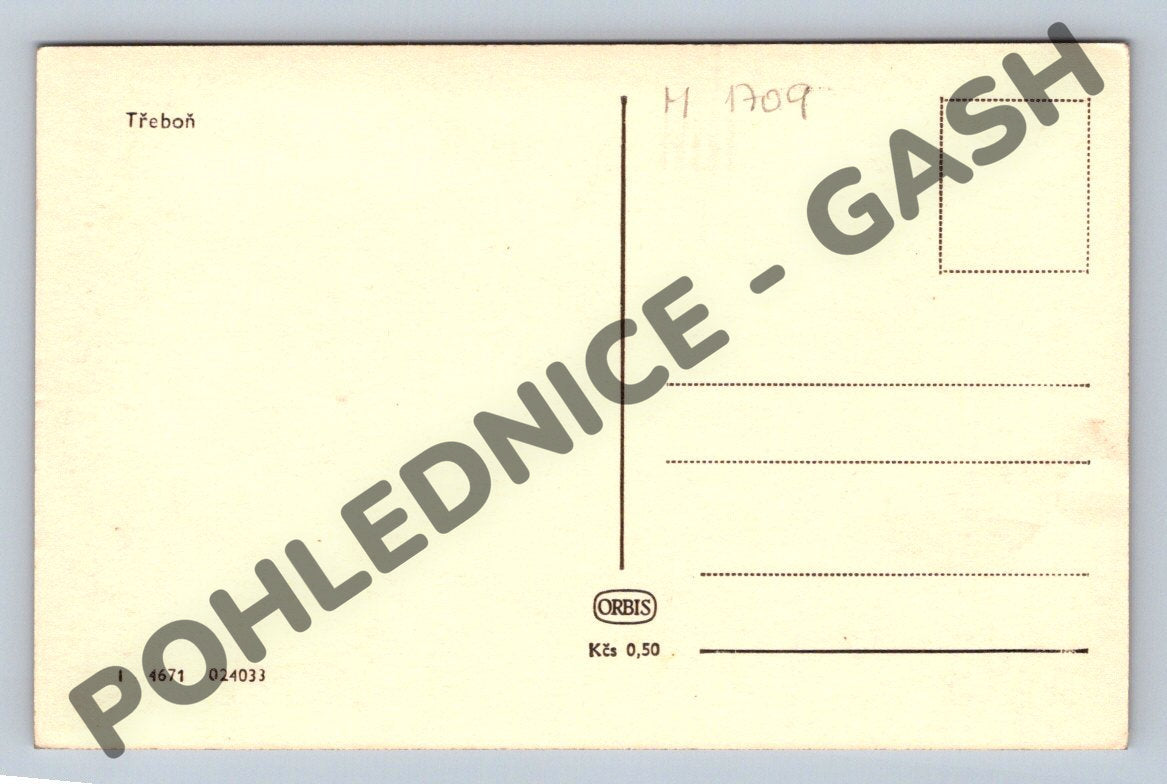 Třeboň
M 1709
POHLEDNICE - GASH
ORBIS
Kčs 0,50
I 4671 024033